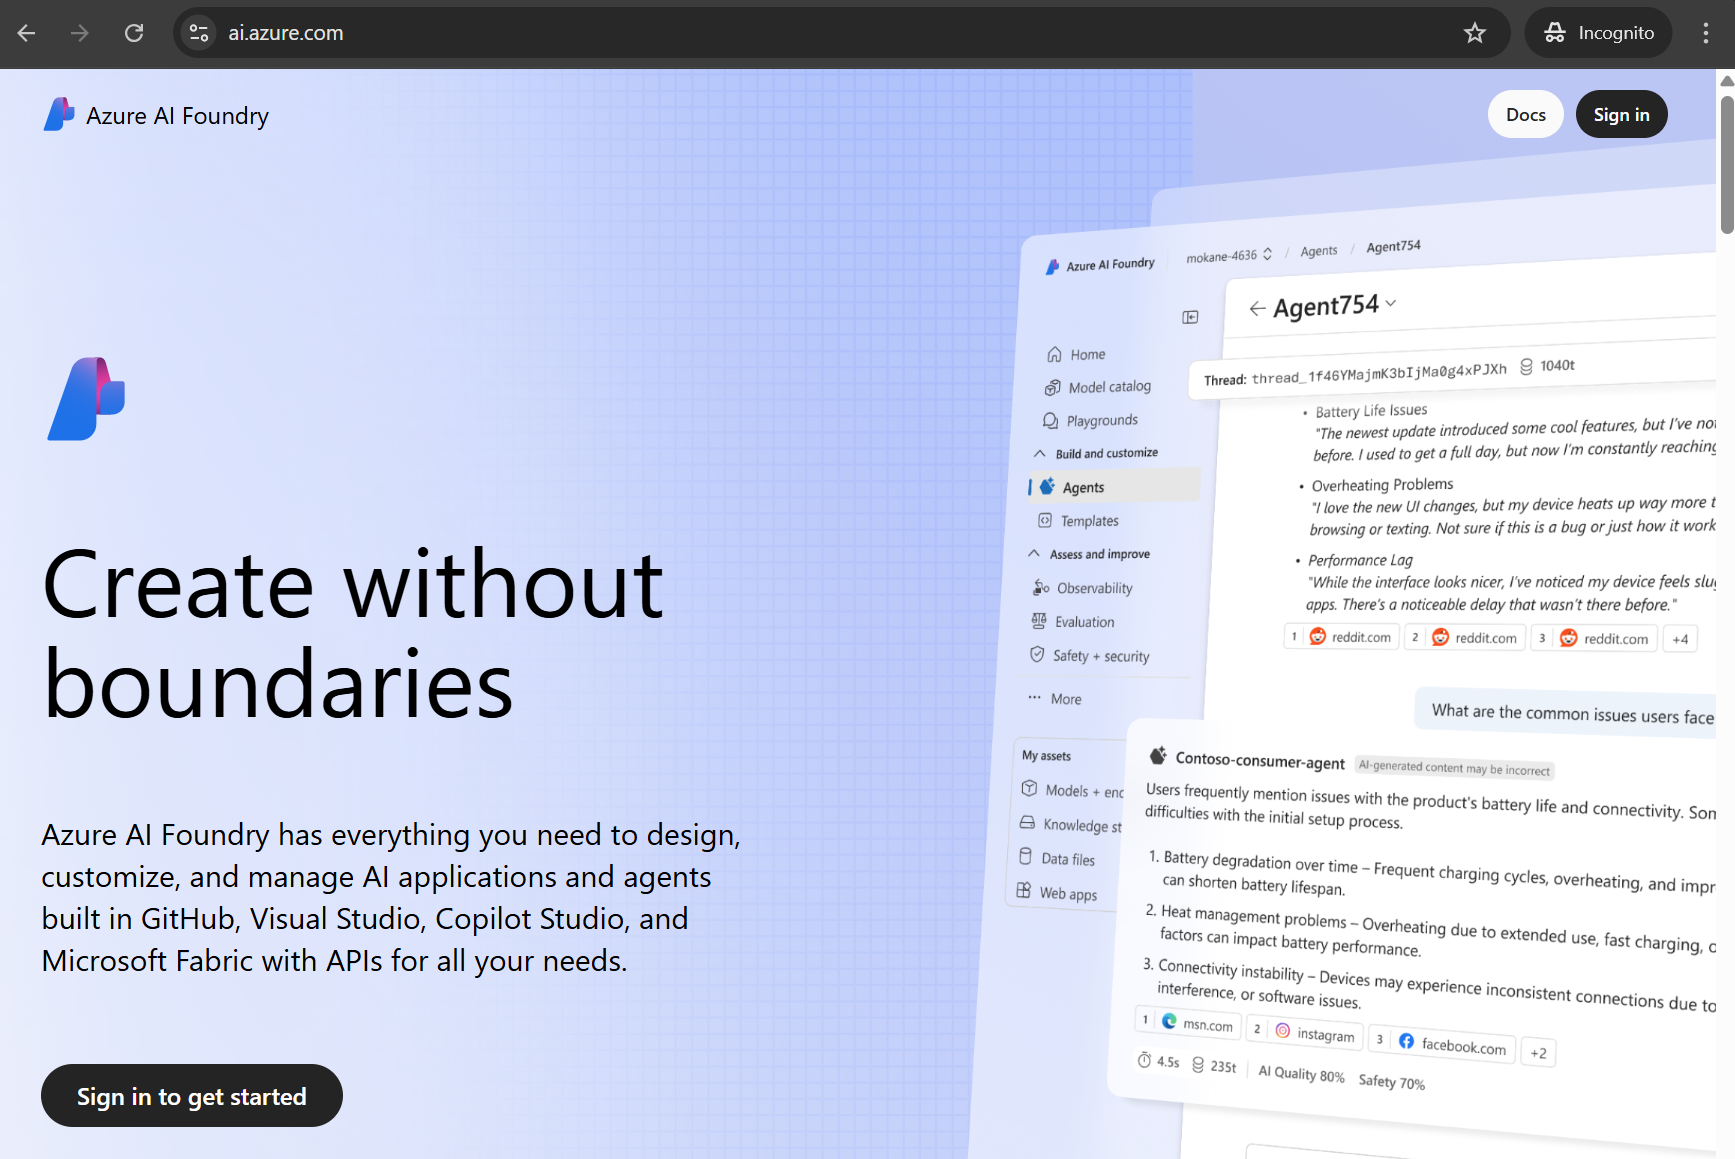 ai.azure.com
Incognito
Azure AI Foundry
Docs
Sign in
Create without
boundaries
Azure AI Foundry has everything you need to design,
customize, and manage AI applications and agents
built in GitHub, Visual Studio, Copilot Studio, and
Microsoft Fabric with APIs for all your needs.
Sign in to get started
Azure AI Foundry
mokane-4636 / Agents / Agent754
Home
Model catalog
Playgrounds
Build and customize
Agents
Templates
Assess and improve
Observability
Evaluation
Safety + security
More
My assets
Models + enc
Knowledge st
Data files
Web apps
Agent754
Thread: thread_1f46YMajmK3bIjMa0g4xPJXh 1040t
• Battery Life Issues
"The newest update introduced some cool features, but I've no
before. I used to get a full day, but now I'm constantly reaching
• Overheating Problems
"I love the new UI changes, but my device heats up way more t
browsing or texting. Not sure if this is a bug or just how it work
• Performance Lag
"While the interface looks nicer, I've noticed my device feels slu
apps. There's a noticeable delay that wasn't there before."
1 reddit.com 2 reddit.com 3 reddit.com +4
What are the common issues users face
Contoso-consumer-agent AI-generated content may be incorrect
Users frequently mention issues with the product's battery life and connectivity. Som
difficulties with the initial setup process.
1. Battery degradation over time – Frequent charging cycles, overheating, and impr
can shorten battery lifespan.
2. Heat management problems – Overheating due to extended use, fast charging, o
factors can impact battery performance.
3. Connectivity instability – Devices may experience inconsistent connections due to
interference, or software issues.
1 msn.com 2 instagram 3 facebook.com +2
4.5s 235t AI Quality 80% Safety 70%